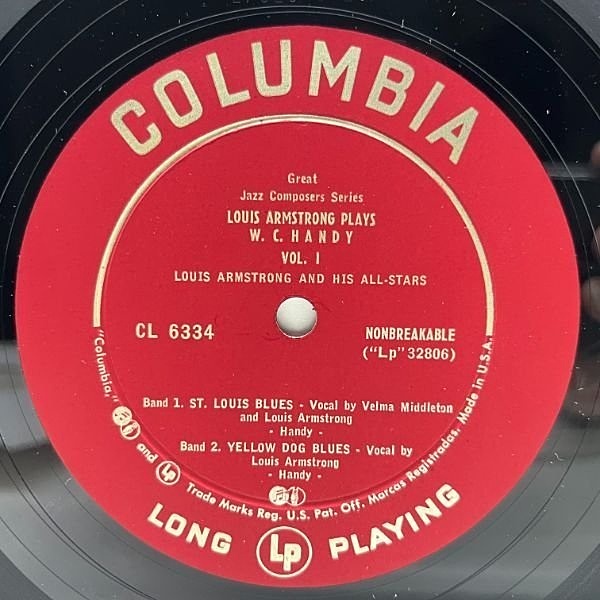 COLUMBIA
Great
Jazz Composers Series
LOUIS ARMSTRONG PLAYS
W. C. HANDY
VOL. I
LOUIS ARMSTRONG AND HIS ALL-STARS
CL 6334
NONBREAKABLE
("Lp" 32806)
Band 1. ST. LOUIS BLUES - Vocal by Velma Middleton
and Louis Armstrong
- Handy -
Band 2. YELLOW DOG BLUES - Vocal by
Louis Armstrong
- Handy -
"Columbia," and Lp Trade Marks Reg. U.S. Pat. Off. Marcas Registradas. Made in U.S.A.
LONG Lp PLAYING